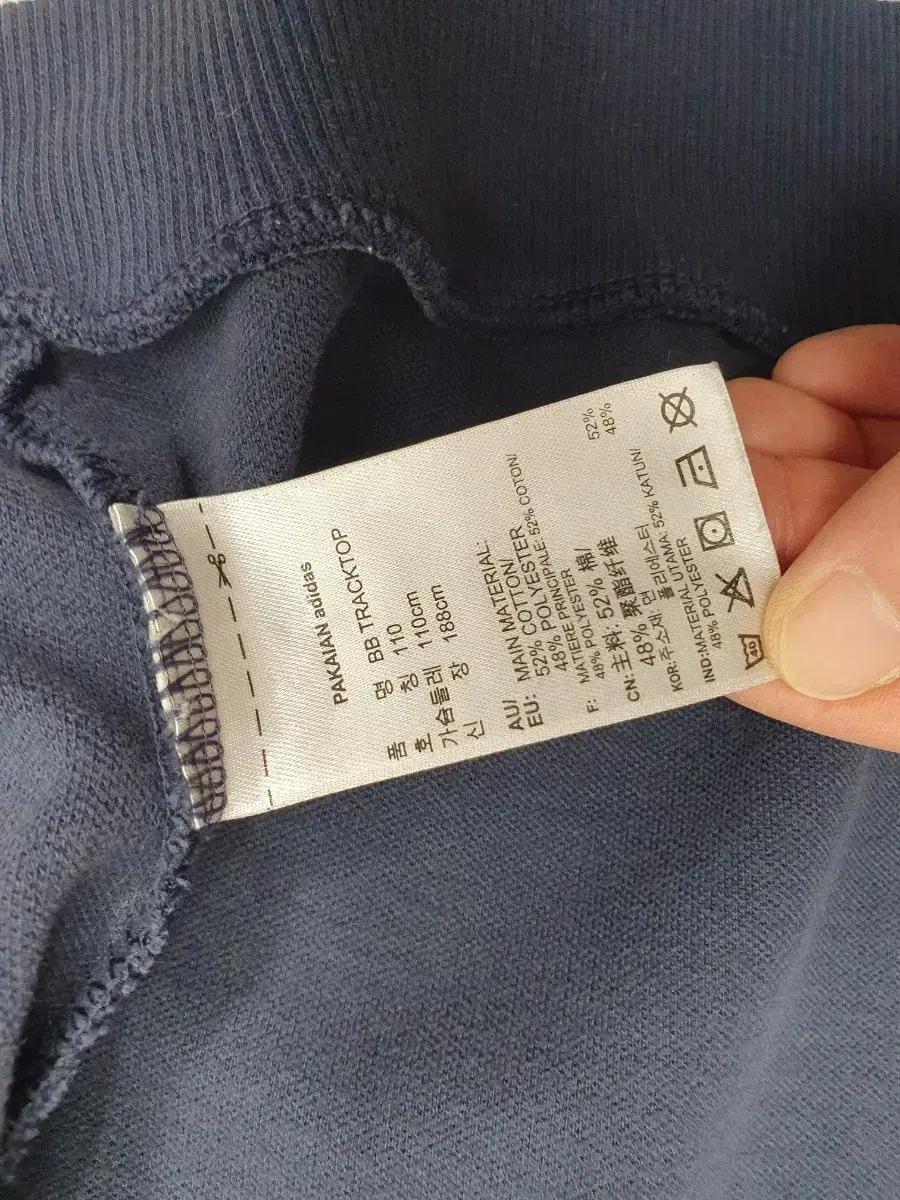 PAKAIAN adidas
품 명 BB TRACKTOP
호 칭 110
가슴둘레 110cm
신 장 188cm
AU/ MAIN MATERIAL:
EU: 52% COTTON/
48% POLYESTER
F: MATIERE PRINCIPALE: 52% COTON/
48% POLYESTER
CN: 主料: 52% 棉/
48% 聚酯纤维
KOR: 주소재 면 52%
폴리에스터 48%
IND: MATERIAL UTAMA: 52% KATUN/
48% POLYESTER
40